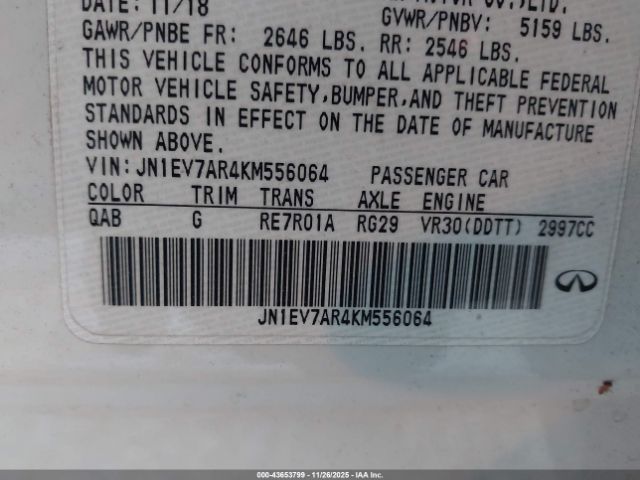 DATE: 11/18
GVWR/PNBV: 5159 LBS.
GAWR/PNBE FR: 2646 LBS. RR: 2546 LBS.
THIS VEHICLE CONFORMS TO ALL APPLICABLE FEDERAL
MOTOR VEHICLE SAFETY,BUMPER,AND THEFT PREVENTION
STANDARDS IN EFFECT ON THE DATE OF MANUFACTURE
SHOWN ABOVE.
VIN:JN1EV7AR4KM556064 PASSENGER CAR
COLOR TRIM TRANS AXLE ENGINE
QAB G RE7R01A RG29 VR30(DDTT) 2997CC
JN1EV7AR4KM556064
000-43653799 - 11/26/2025 - IAA Corp.